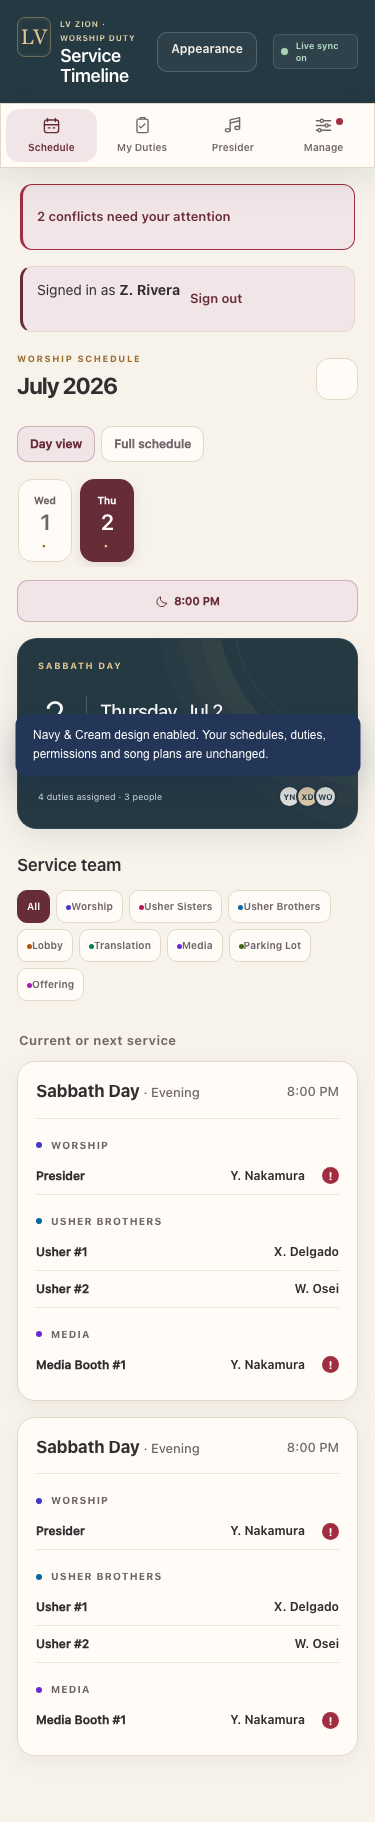 LV
LV ZION ·
WORSHIP DUTY
Service
Timeline
Appearance
Live sync
on
Schedule
My Duties
Presider
Manage
2 conflicts need your attention
Signed in as Z. Rivera
Sign out
WORSHIP SCHEDULE
July 2026
Day view
Full schedule
Wed
1
Thu
2
8:00 PM
SABBATH DAY
2
Thursday, Jul 2
Navy & Cream design enabled. Your schedules, duties,
permissions and song plans are unchanged.
4 duties assigned · 3 people
YN XD WO
Service team
All
Worship
Usher Sisters
Usher Brothers
Lobby
Translation
Media
Parking Lot
Offering
Current or next service
Sabbath Day · Evening 8:00 PM
WORSHIP
Presider Y. Nakamura !
USHER BROTHERS
Usher #1 X. Delgado
Usher #2 W. Osei
MEDIA
Media Booth #1 Y. Nakamura !
Sabbath Day · Evening 8:00 PM
WORSHIP
Presider Y. Nakamura !
USHER BROTHERS
Usher #1 X. Delgado
Usher #2 W. Osei
MEDIA
Media Booth #1 Y. Nakamura !